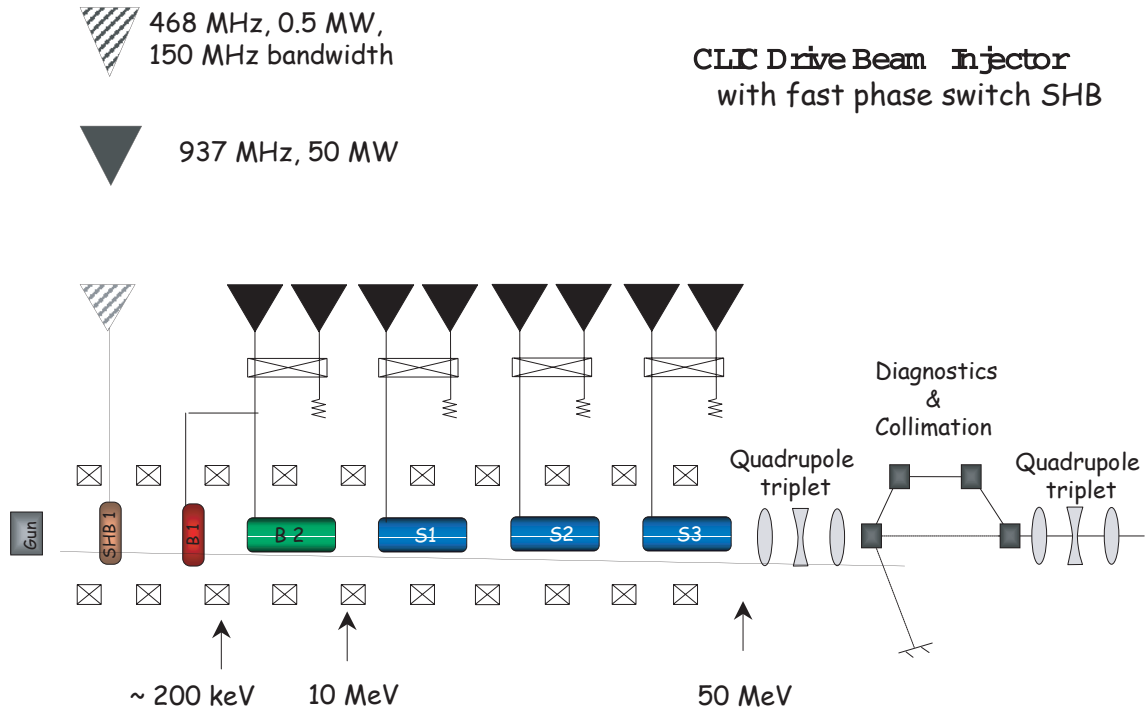 468 MHz, 0.5 MW,
150 MHz bandwidth
CLIC Drive Beam Injector
with fast phase switch SHB
937 MHz, 50 MW
Diagnostics
&
Collimation
Quadrupole
triplet
Quadrupole
triplet
Gun
SHB 1
B 1
B 2
S1
S2
S3
~ 200 keV
10 MeV
50 MeV